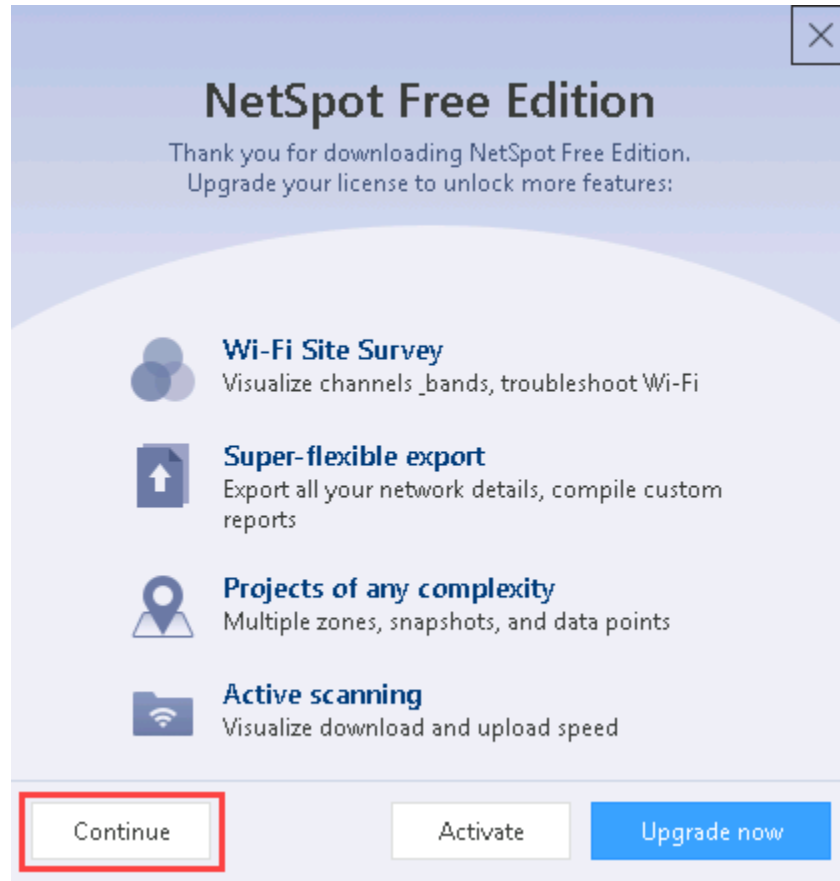 NetSpot Free Edition
Thank you for downloading NetSpot Free Edition.
Upgrade your license to unlock more features:
Wi-Fi Site Survey
Visualize channels _bands, troubleshoot Wi-Fi
Super-flexible export
Export all your network details, compile custom
reports
Projects of any complexity
Multiple zones, snapshots, and data points
Active scanning
Visualize download and upload speed
Continue
Activate
Upgrade now